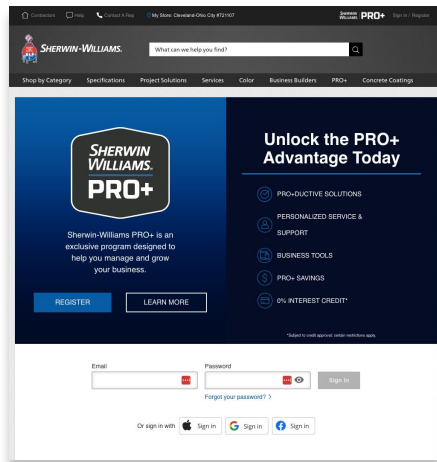 Contractors Help Contact A Rep My Store: Cleveland-Ohio City #721107 SHERWIN WILLIAMS. PRO+ Sign In / Register
SHERWIN-WILLIAMS. What can we help you find?
Shop by Category Specifications Project Solutions Services Color Business Builders PRO+ Concrete Coatings
SHERWIN
WILLIAMS.
PRO+
Sherwin-Williams PRO+ is an
exclusive program designed to
help you manage and grow
your business.
REGISTER LEARN MORE
Unlock the PRO+
Advantage Today
PRO+DUCTIVE SOLUTIONS
PERSONALIZED SERVICE &
SUPPORT
BUSINESS TOOLS
PRO+ SAVINGS
0% INTEREST CREDIT*
*Subject to credit approval; certain restrictions apply.
Email Password
Sign In
Forgot your password? >
Or sign in with Sign in Sign in Sign in